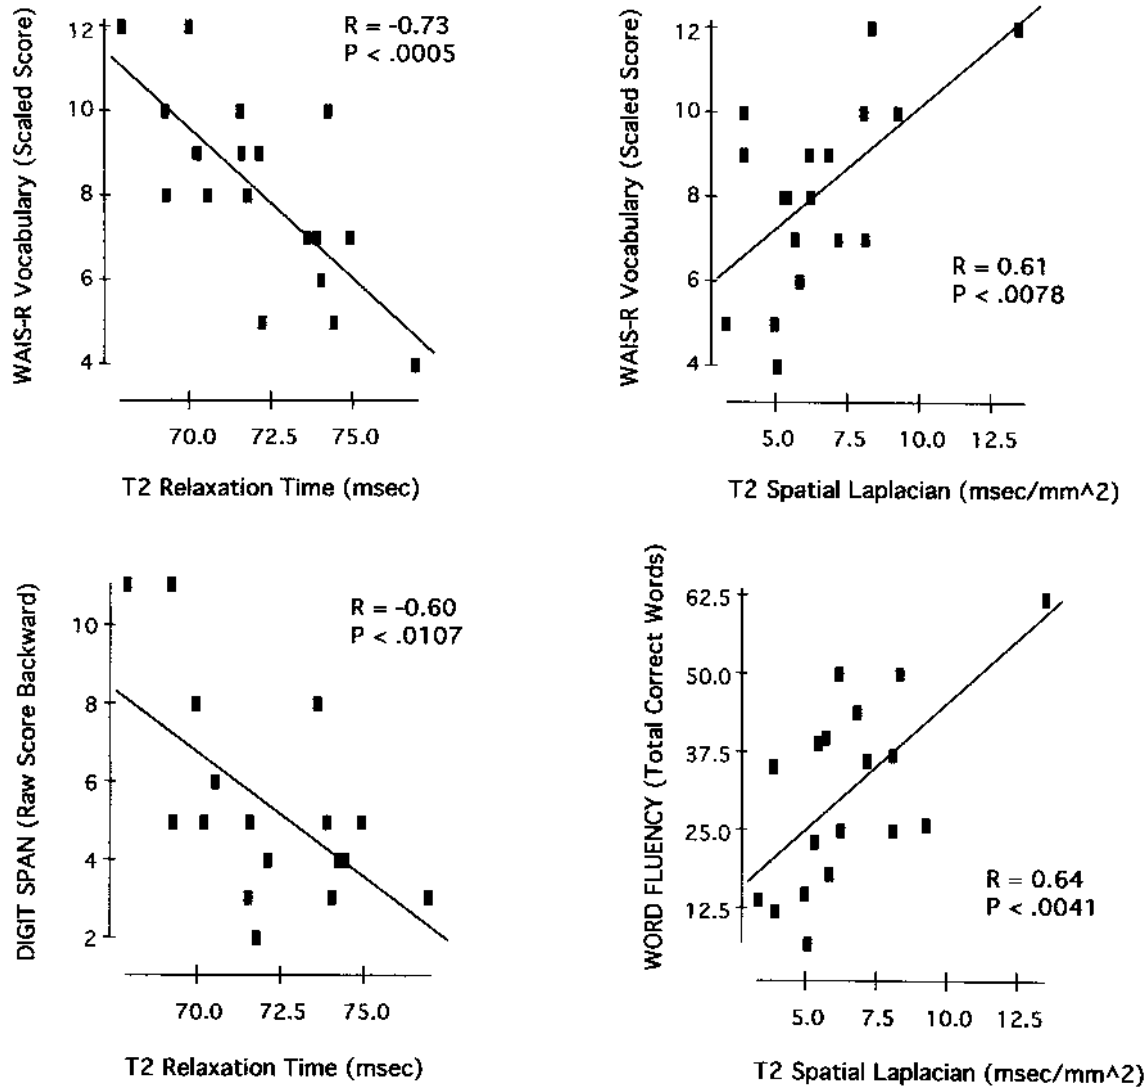 WAIS-R Vocabulary (Scaled Score)
12
10
8
6
4
R = -0.73
P < .0005
70.0 72.5 75.0
T2 Relaxation Time (msec)
WAIS-R Vocabulary (Scaled Score)
12
10
8
6
4
R = 0.61
P < .0078
5.0 7.5 10.0 12.5
T2 Spatial Laplacian (msec/mm^2)
DIGIT SPAN (Raw Score Backward)
10
8
6
4
2
R = -0.60
P < .0107
70.0 72.5 75.0
T2 Relaxation Time (msec)
WORD FLUENCY (Total Correct Words)
62.5
50.0
37.5
25.0
12.5
R = 0.64
P < .0041
5.0 7.5 10.0 12.5
T2 Spatial Laplacian (msec/mm^2)